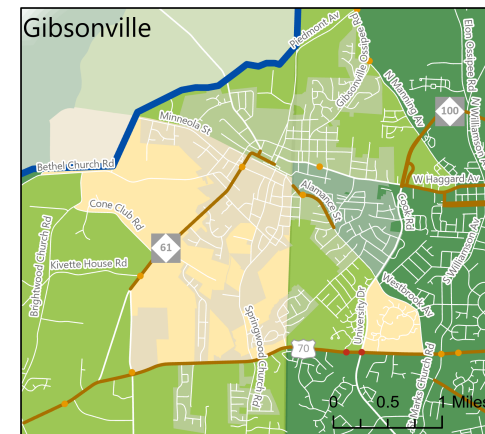 Gibsonville
Piedmont Av
Gibsonville Ossipee Rd
Elon Ossipee Rd
N Manning Av
N Williamson A
100
Minneola St
Bethel Church Rd
W Haggard Av
Alamance St
Cook Rd
Cone Club Rd
61
Kivette House Rd
Brightwood Church Rd
S Williamson Av
Westbrook Av
University Dr
Springwood Church Rd
70
Marks Church Rd
0 0.5 1 Miles